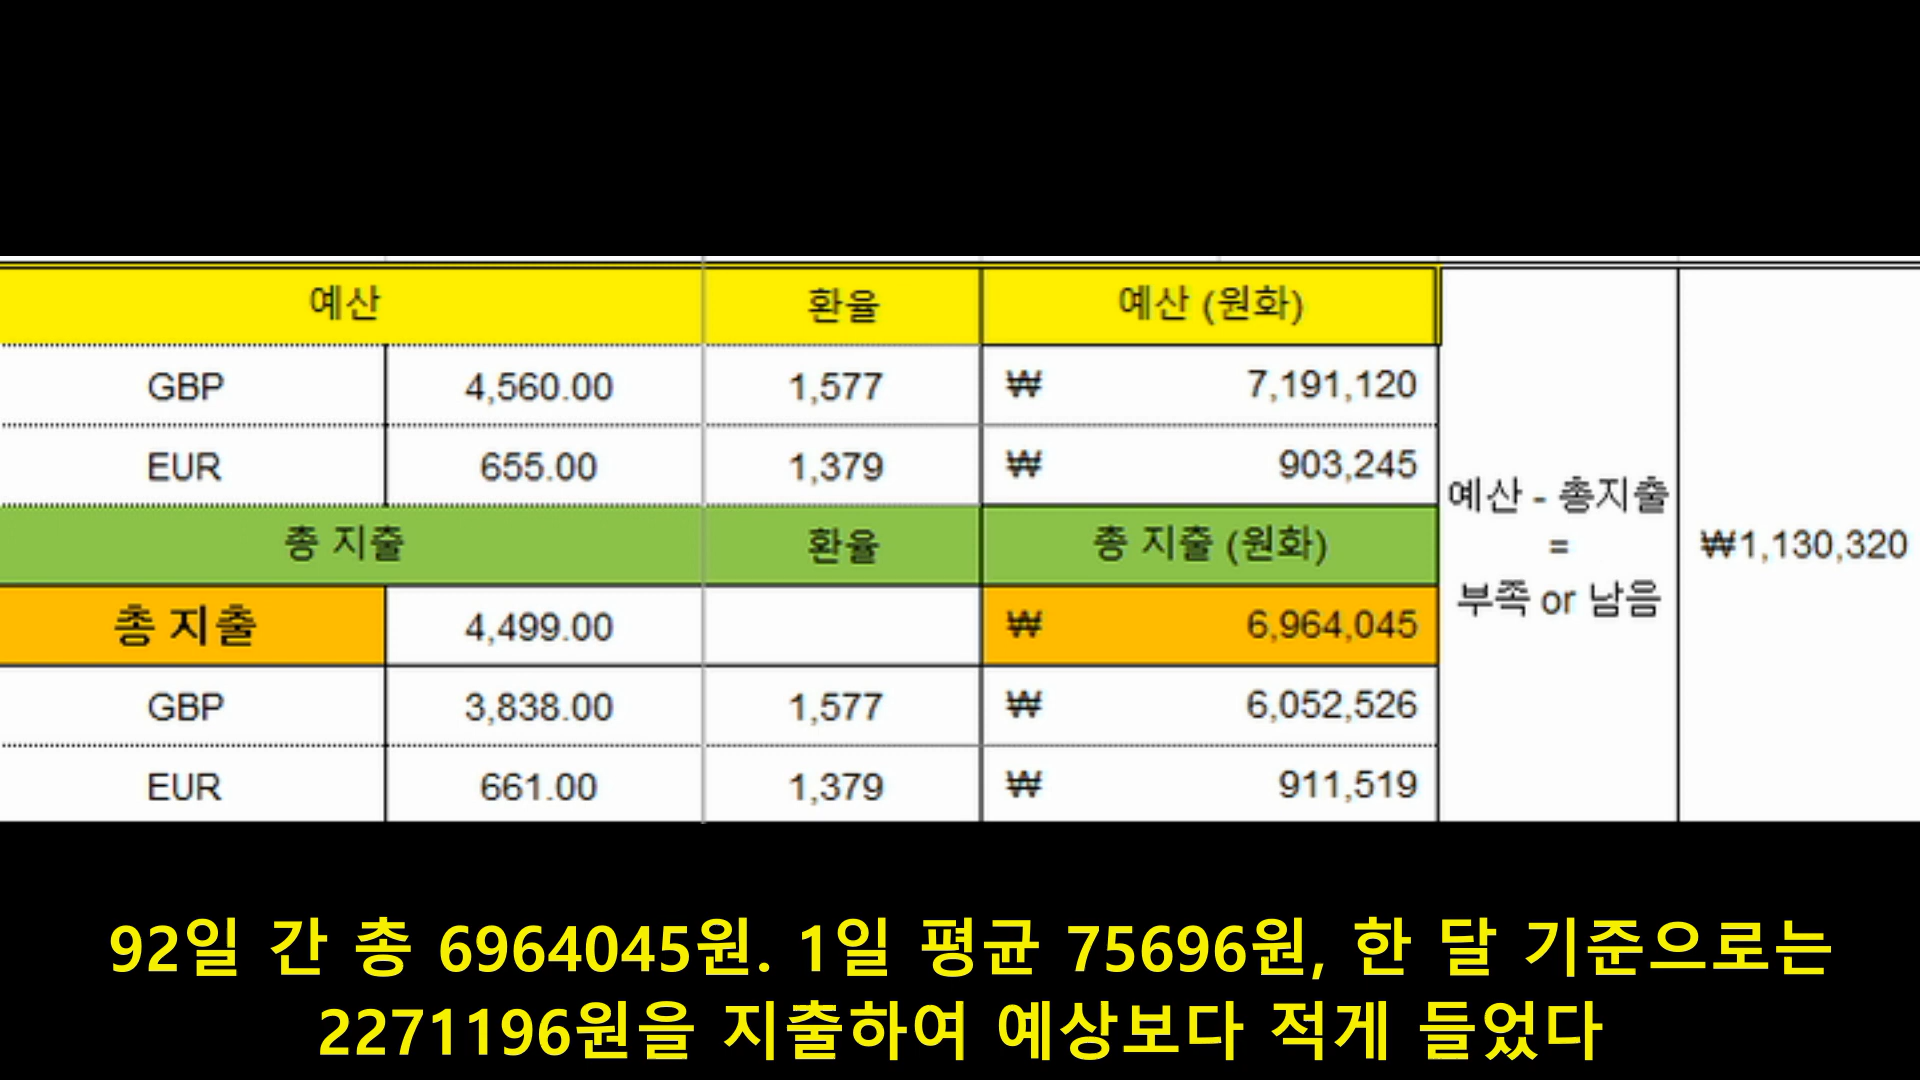 예산 환율 예산 (원화)
GBP 4,560.00 1,577 ₩ 7,191,120
EUR 655.00 1,379 ₩ 903,245
총 지출 환율 총 지출 (원화)
총 지출 4,499.00 ₩ 6,964,045
GBP 3,838.00 1,577 ₩ 6,052,526
EUR 661.00 1,379 ₩ 911,519
예산 - 총지출
=
부족 or 남음
₩1,130,320
92일 간 총 6964045원. 1일 평균 75696원, 한 달 기준으로는
2271196원을 지출하여 예상보다 적게 들었다